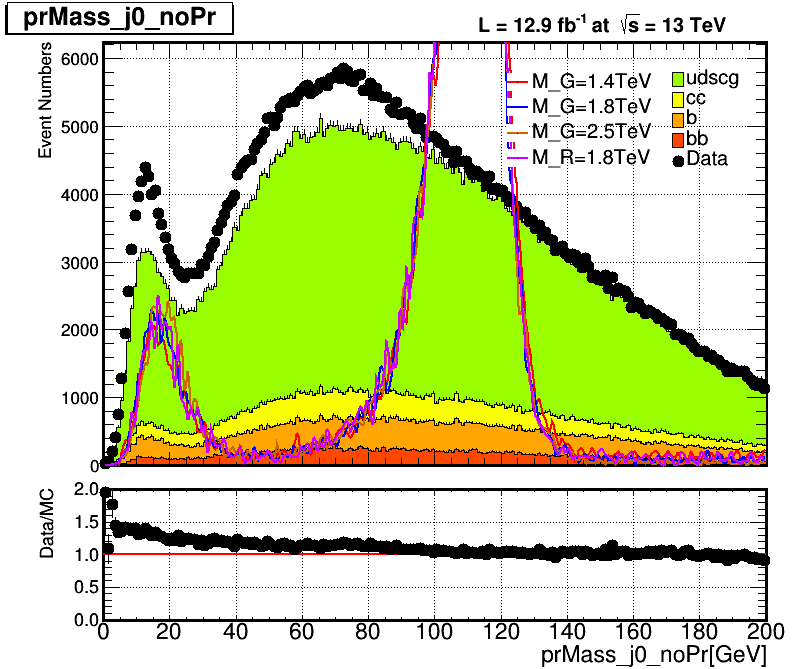 prMass_j0_noPr
L = 12.9 fb⁻¹ at √s = 13 TeV
Event Numbers
6000
5000
4000
3000
2000
1000
0
M_G=1.4TeV
M_G=1.8TeV
M_G=2.5TeV
M_R=1.8TeV
udscg
cc
b
bb
Data
Data/MC
2.0
1.5
1.0
0.5
0.0
0 20 40 60 80 100 120 140 160 180 200
prMass_j0_noPr[GeV]